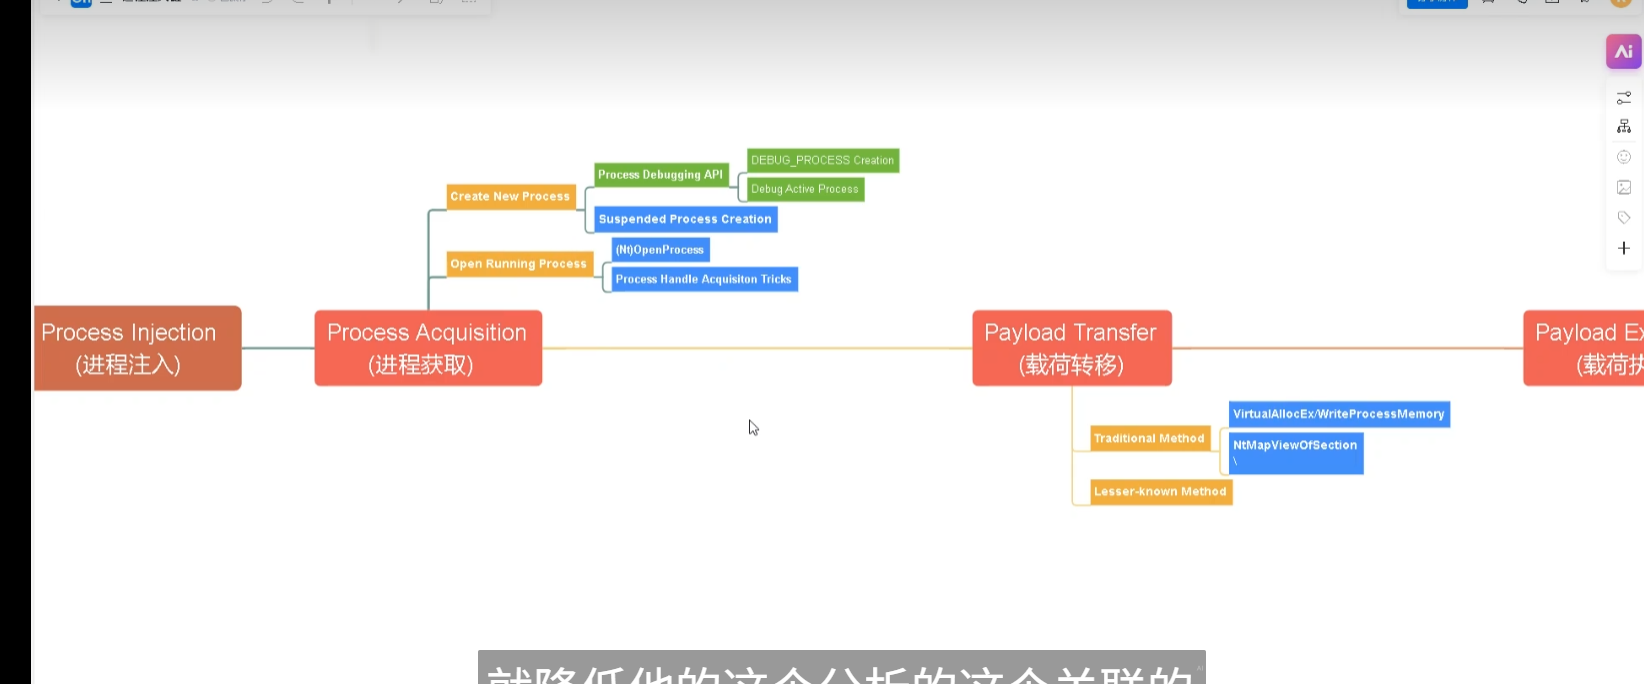 Ai
DEBUG_PROCESS Creation
Process Debugging API
Debug Active Process
Create New Process
Suspended Process Creation
(Nt)OpenProcess
Open Running Process
Process Handle Acquisiton Tricks
Process Injection
(进程注入)
Process Acquisition
(进程获取)
Payload Transfer
(载荷转移)
Payload
(载荷
VirtualAllocEx/WriteProcessMemory
Traditional Method
NtMapViewOfSection
\
Lesser-known Method
就降低他的这个分析的这个关联的